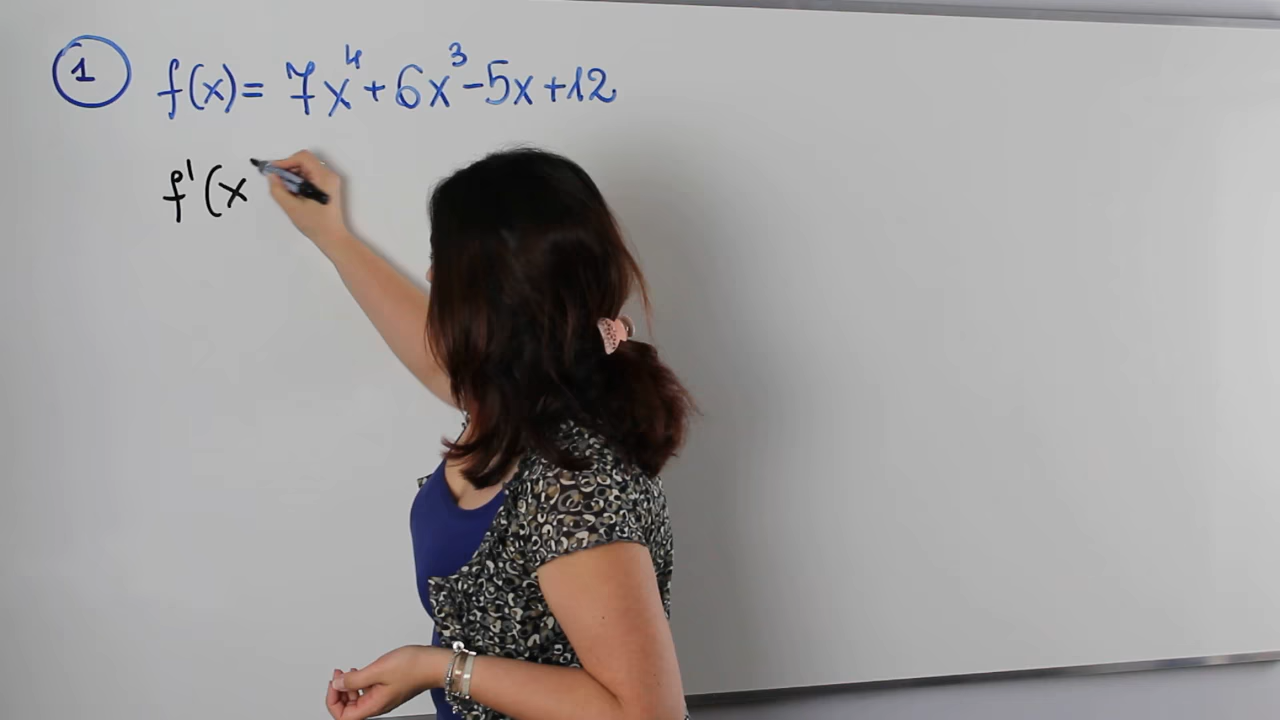 1 f(x) = 7x⁴ + 6x³ - 5x + 12
f'(x